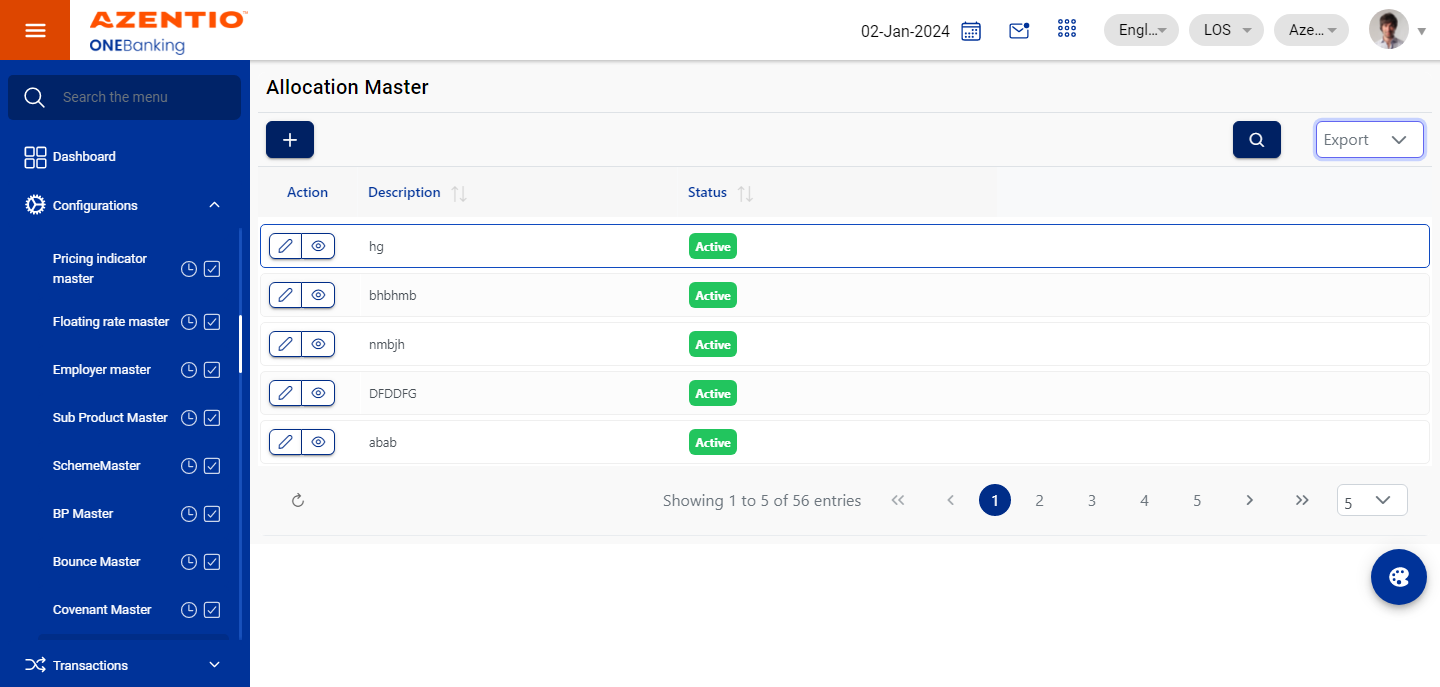 AZENTIO™
ONEBanking
02-Jan-2024
Engl...
LOS
Aze...
Search the menu
Dashboard
Configurations
Pricing indicator
master
Floating rate master
Employer master
Sub Product Master
SchemeMaster
BP Master
Bounce Master
Covenant Master
Transactions
Allocation Master
Export
Action Description Status
hg Active
bhbhmb Active
nmbjh Active
DFDDFG Active
abab Active
Showing 1 to 5 of 56 entries
1 2 3 4 5
5